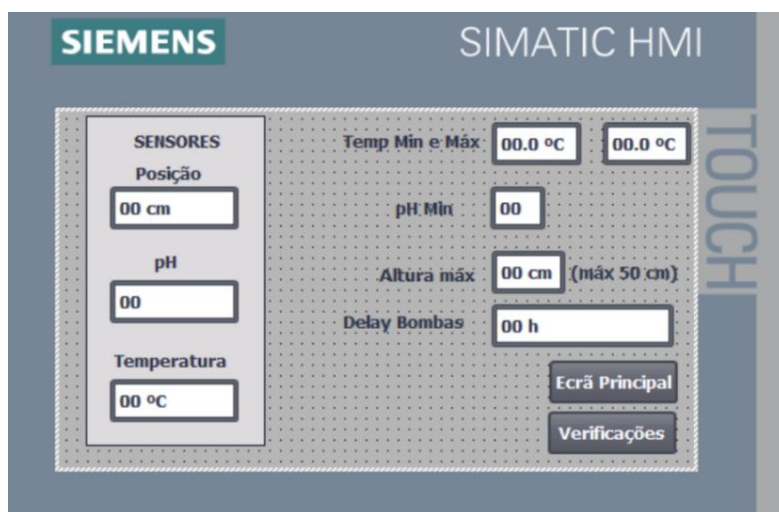 SIEMENS
SIMATIC HMI
TOUCH
SENSORES
Posição
00 cm
pH
00
Temperatura
00 ºC
Temp Min e Máx 00.0 ºC 00.0 ºC
pH Min 00
Altura máx 00 cm (máx 50 cm)
Delay Bombas 00 h
Ecrã Principal
Verificações